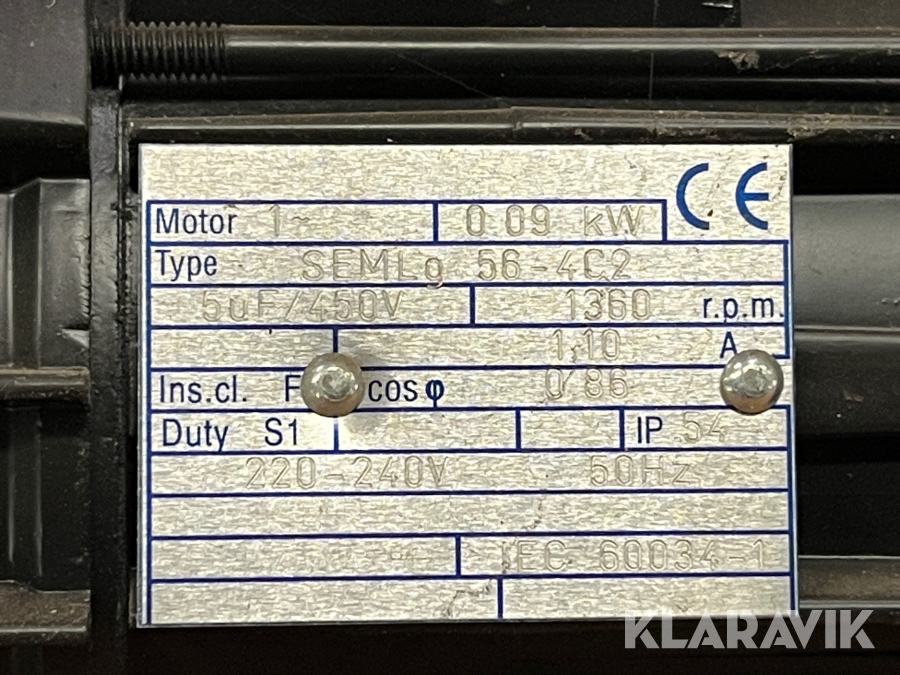 CE
Motor 1~ 0.09 kW
Type SEMLg 56-4C2
5uF/450V 1360 r.p.m.
1,10 A
Ins.cl. F cosφ 0,86
Duty S1 IP 54
220-240V 50Hz
IEC 60034-1
KLARAVIK